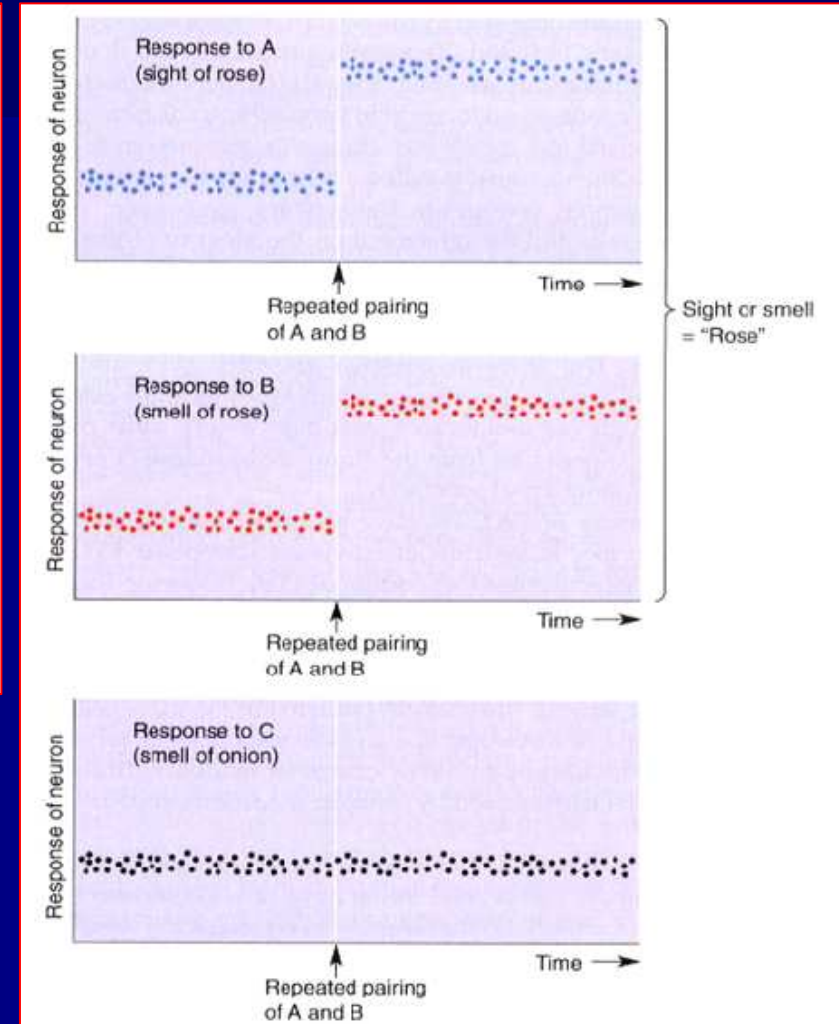 Response to A
(sight of rose)
Response of neuron
Time
Repeated pairing
of A and B
Sight or smell
= “Rose”
Response to B
(smell of rose)
Response of neuron
Time
Repeated pairing
of A and B
Response to C
(smell of onion)
Response of neuron
Time
Repeated pairing
of A and B